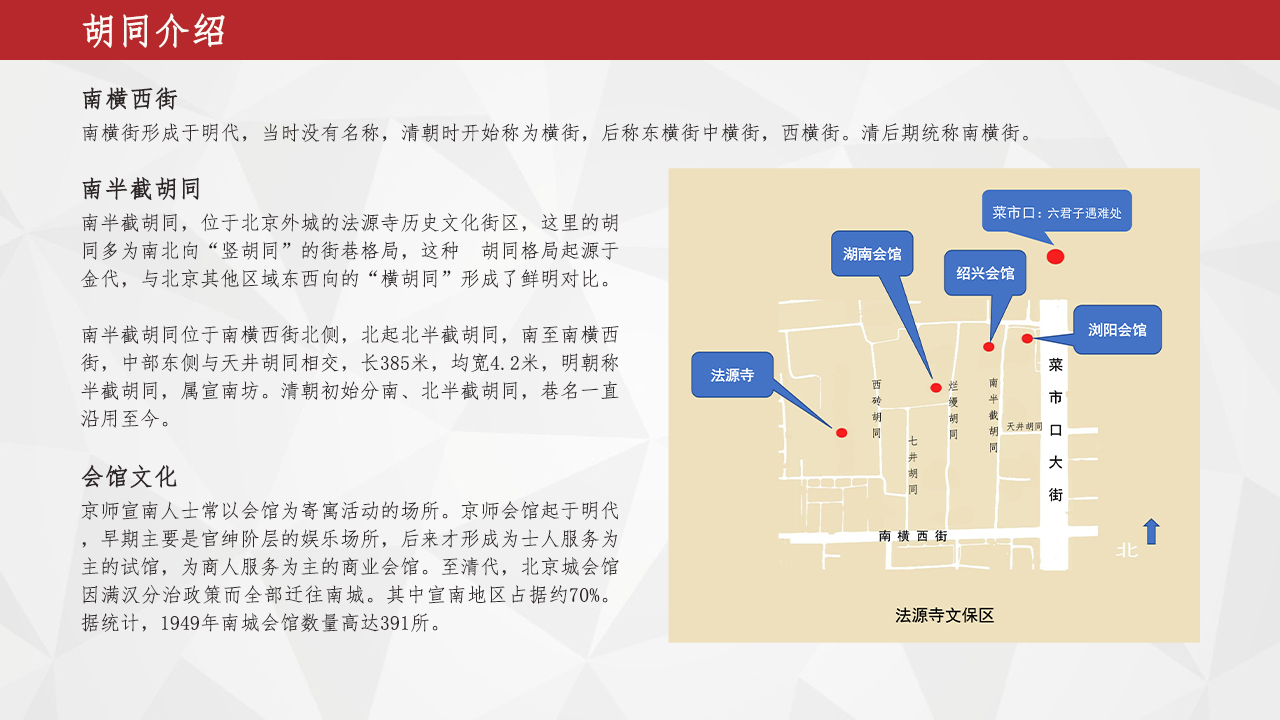 胡同介绍
南横西街
南横街形成于明代，当时没有名称，清朝时开始称为横街，后称东横街中横街，西横街。清后期统称南横街。
南半截胡同
南半截胡同，位于北京外城的法源寺历史文化街区，这里的胡
同多为南北向“竖胡同”的街巷格局，这种　胡同格局起源于
金代，与北京其他区域东西向的“横胡同”形成了鲜明对比。
南半截胡同位于南横西街北侧，北起北半截胡同，南至南横西
街，中部东侧与天井胡同相交，长385米，均宽4.2米，明朝称
半截胡同，属宣南坊。清朝初始分南、北半截胡同，巷名一直
沿用至今。
会馆文化
京师宣南人士常以会馆为寄寓活动的场所。京师会馆起于明代
，早期主要是官绅阶层的娱乐场所，后来才形成为士人服务为
主的试馆，为商人服务为主的商业会馆。至清代，北京城会馆
因满汉分治政策而全部迁往南城。其中宣南地区占据约70%。
据统计，1949年南城会馆数量高达391所。
菜市口：六君子遇难处
湖南会馆
绍兴会馆
浏阳会馆
法源寺
西砖胡同
七井胡同
烂缦胡同
南半截胡同
天井胡同
菜市口大街
南横西街
北
法源寺文保区